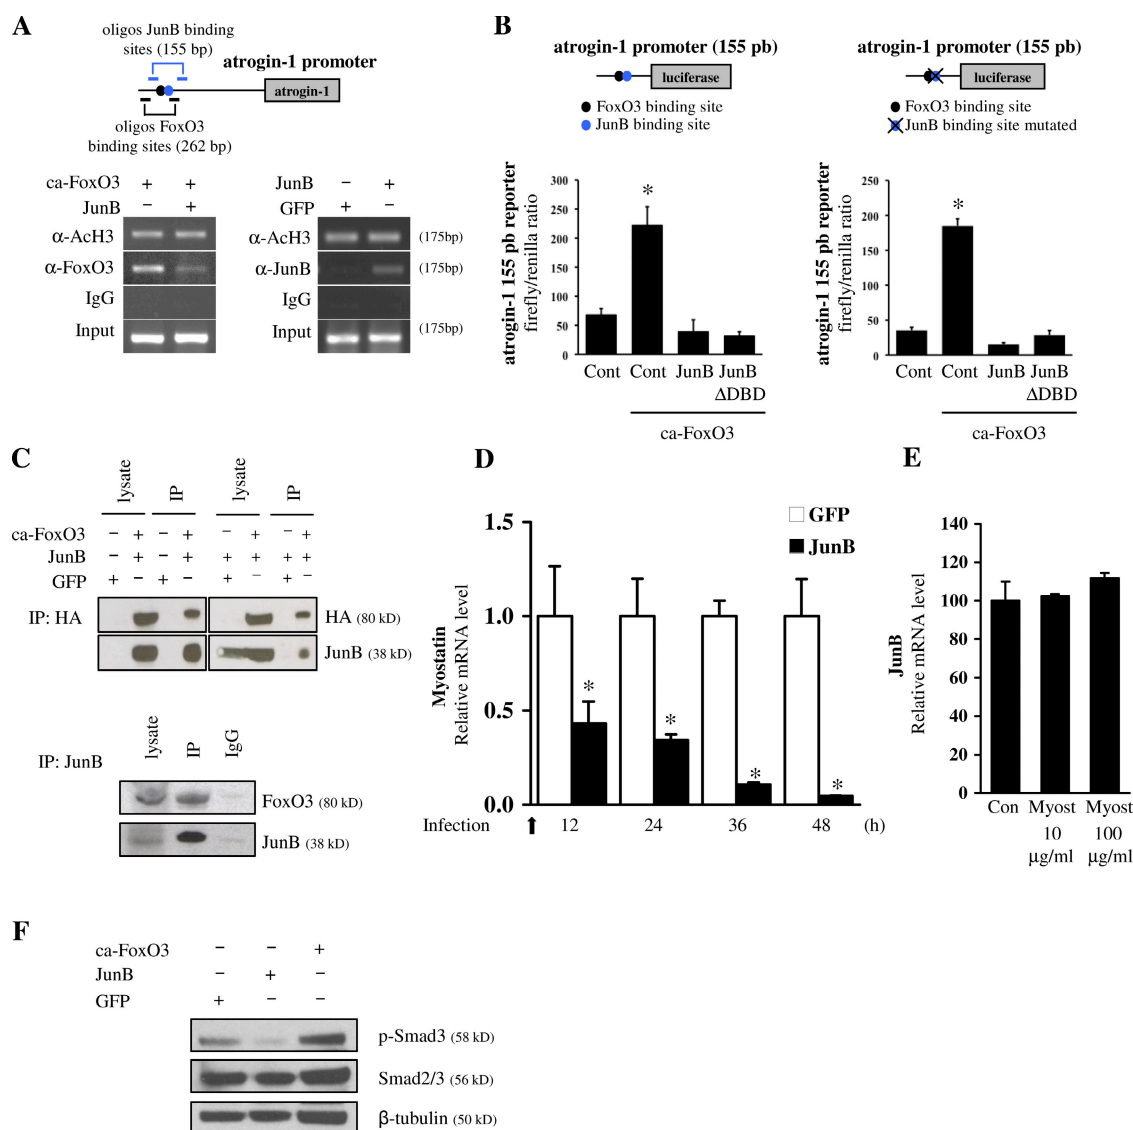 A
oligos JunB binding
sites (155 bp)
atrogin-1 promoter
atrogin-1
oligos FoxO3
binding sites (262 bp)
ca-FoxO3 + +
JunB – +
α-AcH3
α-FoxO3
IgG
Input
JunB – +
GFP + –
α-AcH3 (175bp)
α-JunB (175bp)
IgG
Input (175bp)
B
atrogin-1 promoter (155 pb)
luciferase
FoxO3 binding site
JunB binding site
atrogin-1 promoter (155 pb)
luciferase
FoxO3 binding site
JunB binding site mutated
atrogin-1 155 pb reporter
firefly/renilla ratio
300
250
200
150
100
50
0
*
Cont Cont JunB JunB
ΔDBD
ca-FoxO3
atrogin-1 155 pb reporter
firefly/renilla ratio
250
200
150
100
50
0
*
Cont Cont JunB JunB
ΔDBD
ca-FoxO3
C
lysate IP lysate IP
ca-FoxO3 – + – + – + – +
JunB – + – + + + + +
GFP + – + – + – + –
IP: HA
HA (80 kD)
JunB (38 kD)
lysate IP IgG
IP: JunB
FoxO3 (80 kD)
JunB (38 kD)
D
GFP
JunB
Myostatin
Relative mRNA level
1.5
1.0
0.5
0.0
* * * *
Infection 12 24 36 48 (h)
E
JunB
Relative mRNA level
140
120
100
80
60
40
20
0
Con Myost Myost
10 100
μg/ml μg/ml
F
ca-FoxO3 – – +
JunB – + –
GFP + – –
p-Smad3 (58 kD)
Smad2/3 (56 kD)
β-tubulin (50 kD)